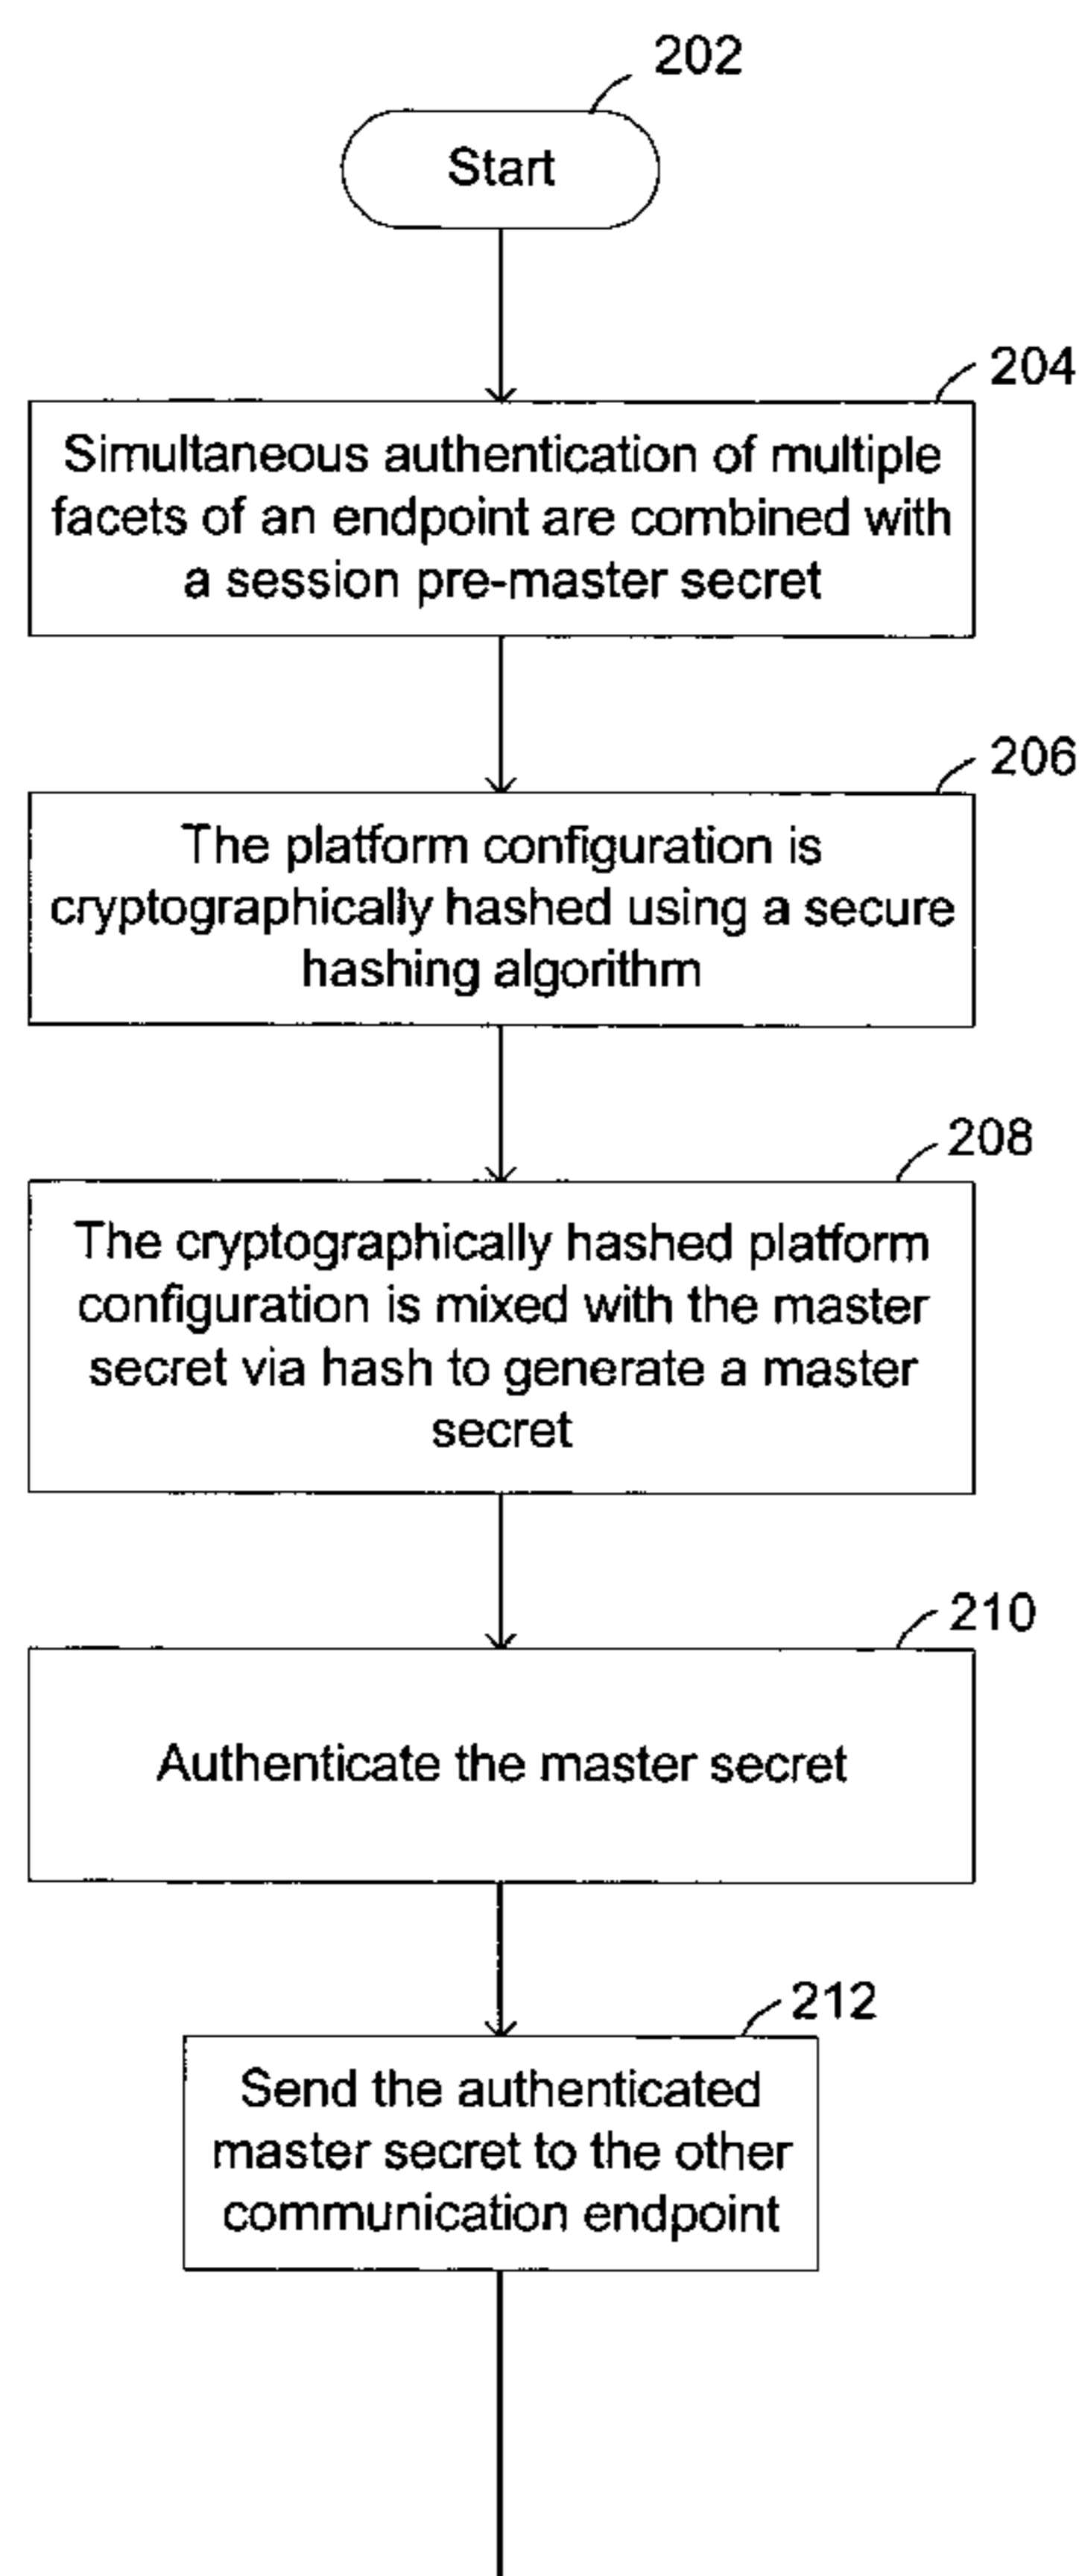 202
Start
204
Simultaneous authentication of multiple
facets of an endpoint are combined with
a session pre-master secret
206
The platform configuration is
cryptographically hashed using a secure
hashing algorithm
208
The cryptographically hashed platform
configuration is mixed with the master
secret via hash to generate a master
secret
210
Authenticate the master secret
212
Send the authenticated
master secret to the other
communication endpoint